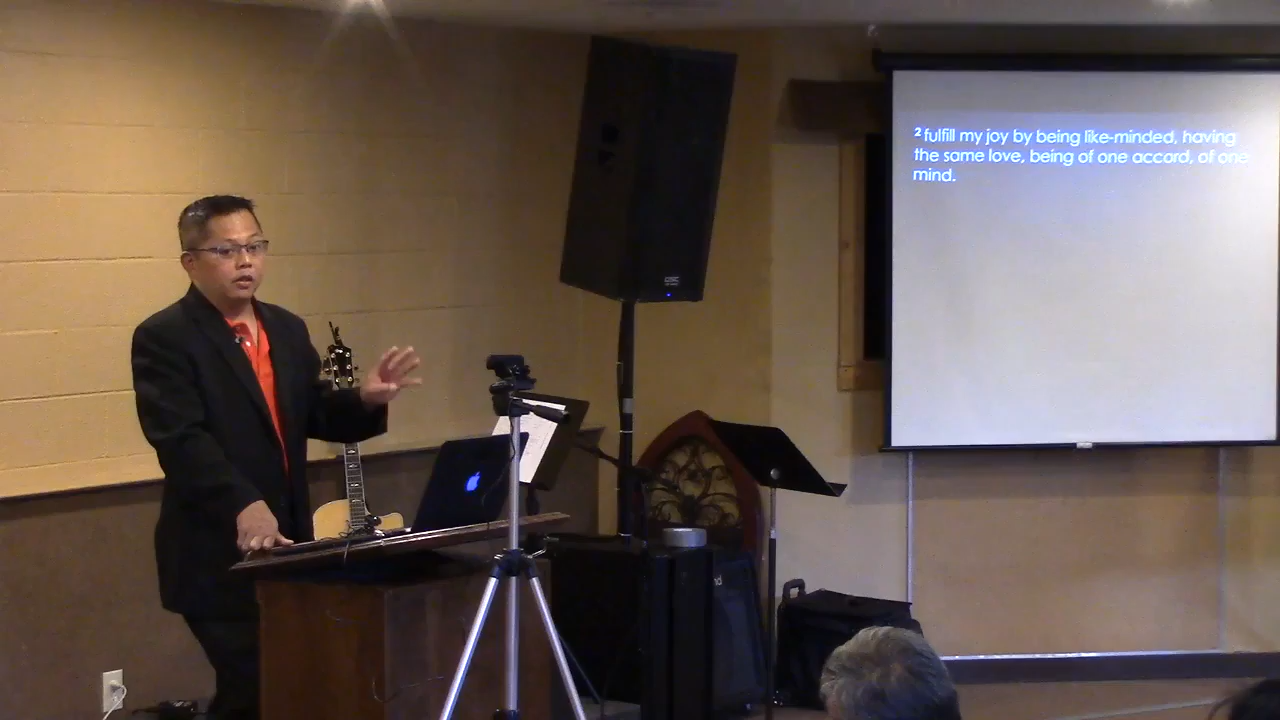 2 fulfill my joy by being like-minded, having
the same love, being of one accord, of one
mind.